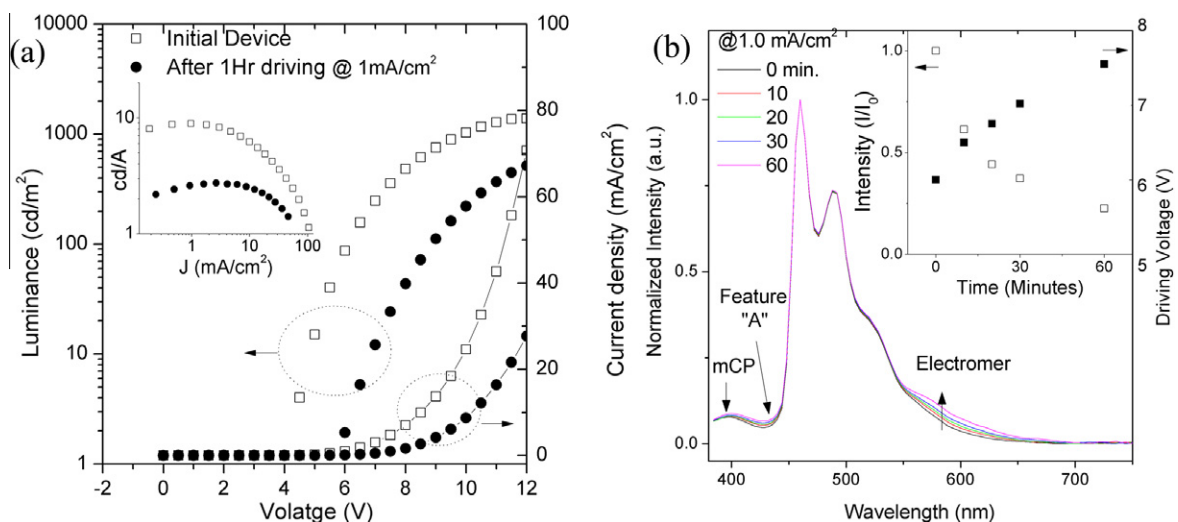 (a)
Initial Device
After 1Hr driving @ 1mA/cm²
10000
1000
100
10
1
Luminance (cd/m²)
-2 0 2 4 6 8 10 12
Volatge (V)
100
80
60
40
20
0
Current density (mA/cm²)
10
1
cd/A
1 10 100
J (mA/cm²)
(b)
@1.0 mA/cm²
0 min.
10
20
30
60
1.0
0.5
0.0
Normalized Intensity (a.u.)
400 500 600 700
Wavelength (nm)
mCP
Feature
"A"
Electromer
1.0
0.5
0.0
Intensity (I/I₀)
0 30 60
Time (Minutes)
8
7
6
5
Driving Voltage (V)